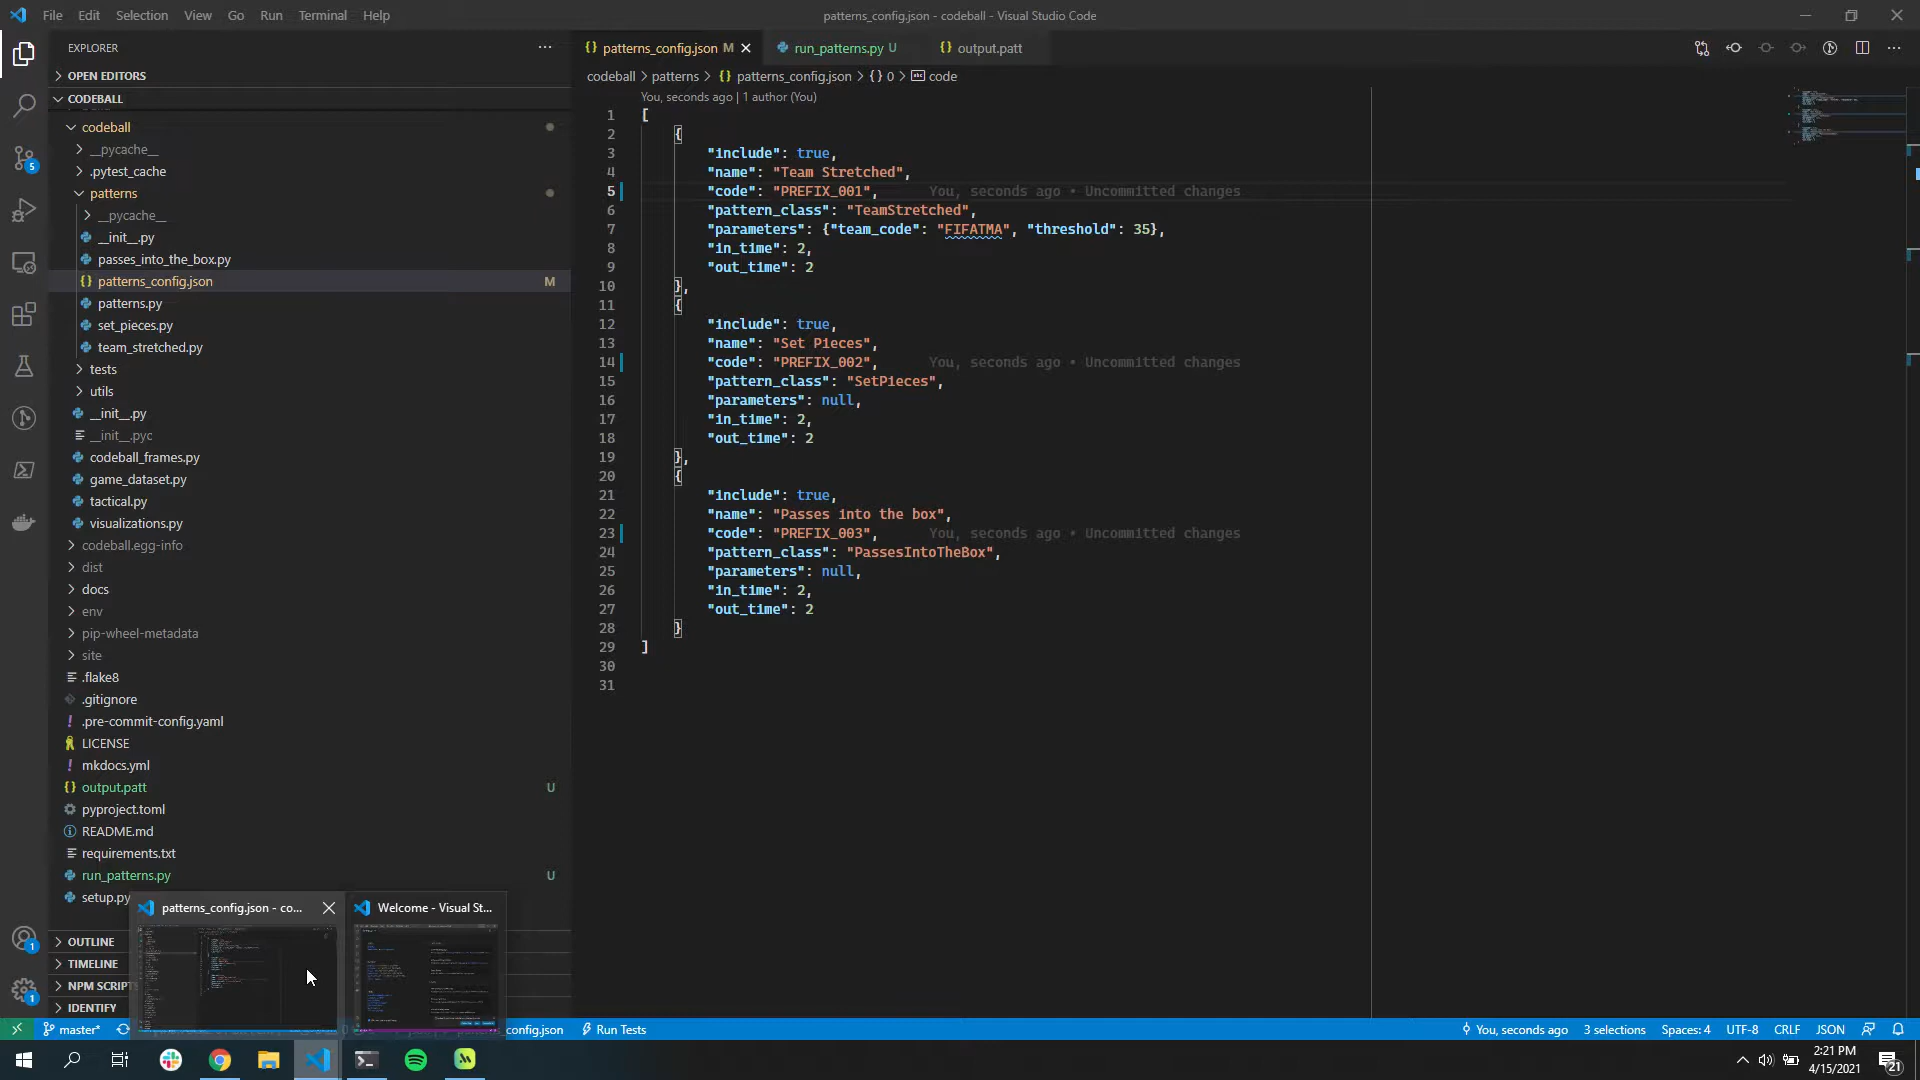 File Edit Selection View Go Run Terminal Help
patterns_config.json - codeball - Visual Studio Code
EXPLORER
OPEN EDITORS
CODEBALL
codeball
__pycache__
.pytest_cache
patterns
__pycache__
__init__.py
passes_into_the_box.py
patterns_config.json M
patterns.py
set_pieces.py
team_stretched.py
tests
utils
__init__.py
__init__.pyc
codeball_frames.py
game_dataset.py
tactical.py
visualizations.py
codeball.egg-info
dist
docs
env
pip-wheel-metadata
site
.flake8
.gitignore
.pre-commit-config.yaml
LICENSE
mkdocs.yml
output.patt U
pyproject.toml
README.md
requirements.txt
run_patterns.py U
setup.py
OUTLINE
TIMELINE
NPM SCRIP
IDENTIFY
5
1
1
patterns_config.json M
run_patterns.py U
output.patt
codeball > patterns > {} patterns_config.json > {} 0 > code
You, seconds ago | 1 author (You)
1 [
2 {
3 "include": true,
4 "name": "Team Stretched",
5 "code": "PREFIX_001", You, seconds ago • Uncommitted changes
6 "pattern_class": "TeamStretched",
7 "parameters": {"team_code": "FIFATMA", "threshold": 35},
8 "in_time": 2,
9 "out_time": 2
10 },
11 {
12 "include": true,
13 "name": "Set Pieces",
14 "code": "PREFIX_002", You, seconds ago • Uncommitted changes
15 "pattern_class": "SetPieces",
16 "parameters": null,
17 "in_time": 2,
18 "out_time": 2
19 },
20 {
21 "include": true,
22 "name": "Passes into the box",
23 "code": "PREFIX_003", You, seconds ago • Uncommitted changes
24 "pattern_class": "PassesIntoTheBox",
25 "parameters": null,
26 "in_time": 2,
27 "out_time": 2
28 }
29 ]
30
31
patterns_config.json - co...
Welcome - Visual St...
master*
config.json
Run Tests
You, seconds ago
3 selections
Spaces: 4
UTF-8
CRLF
JSON
2:21 PM
4/15/2021
21